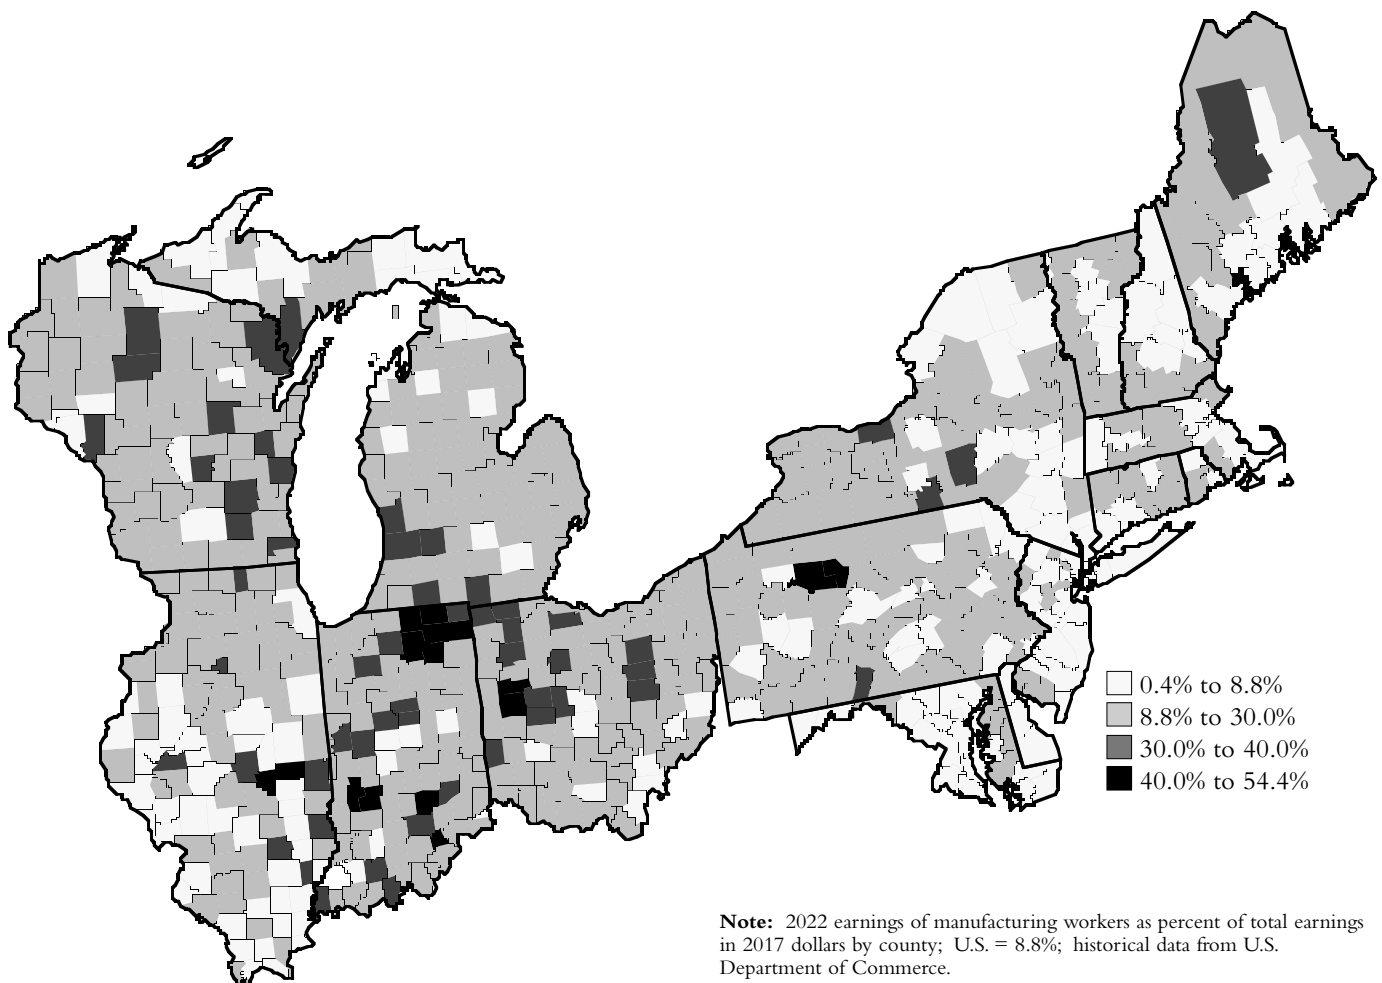 0.4% to 8.8%
8.8% to 30.0%
30.0% to 40.0%
40.0% to 54.4%
Note: 2022 earnings of manufacturing workers as percent of total earnings
in 2017 dollars by county; U.S. = 8.8%; historical data from U.S.
Department of Commerce.